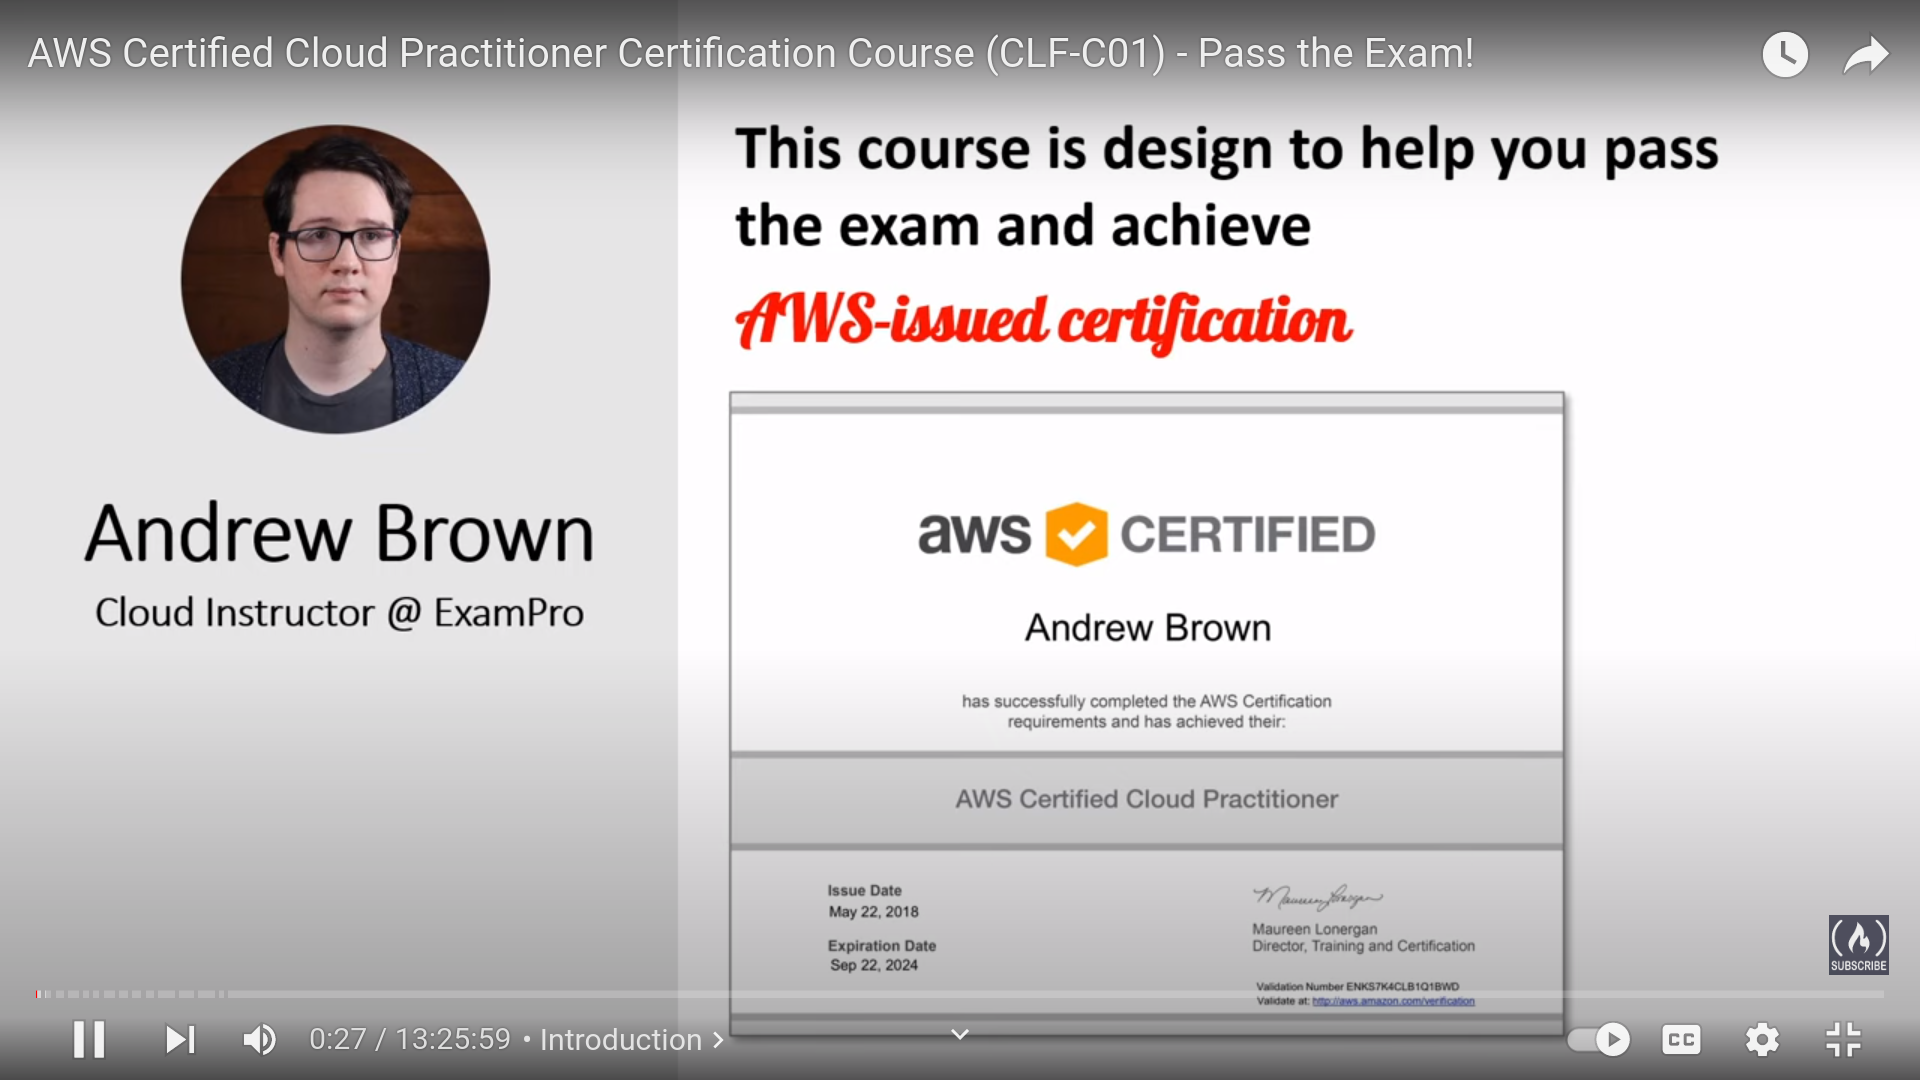 AWS Certified Cloud Practitioner Certification Course (CLF-C01) - Pass the Exam!
This course is design to help you pass
the exam and achieve
AWS-issued certification
Andrew Brown
Cloud Instructor @ ExamPro
aws CERTIFIED
Andrew Brown
has successfully completed the AWS Certification
requirements and has achieved their:
AWS Certified Cloud Practitioner
Issue Date
May 22, 2018
Expiration Date
Sep 22, 2024
Maureen Lonergan
Maureen Lonergan
Director, Training and Certification
Validation Number ENKS7K4CLB1Q1BWD
Validate at: http://aws.amazon.com/verification
SUBSCRIBE
0:27 / 13:25:59 • Introduction
CC